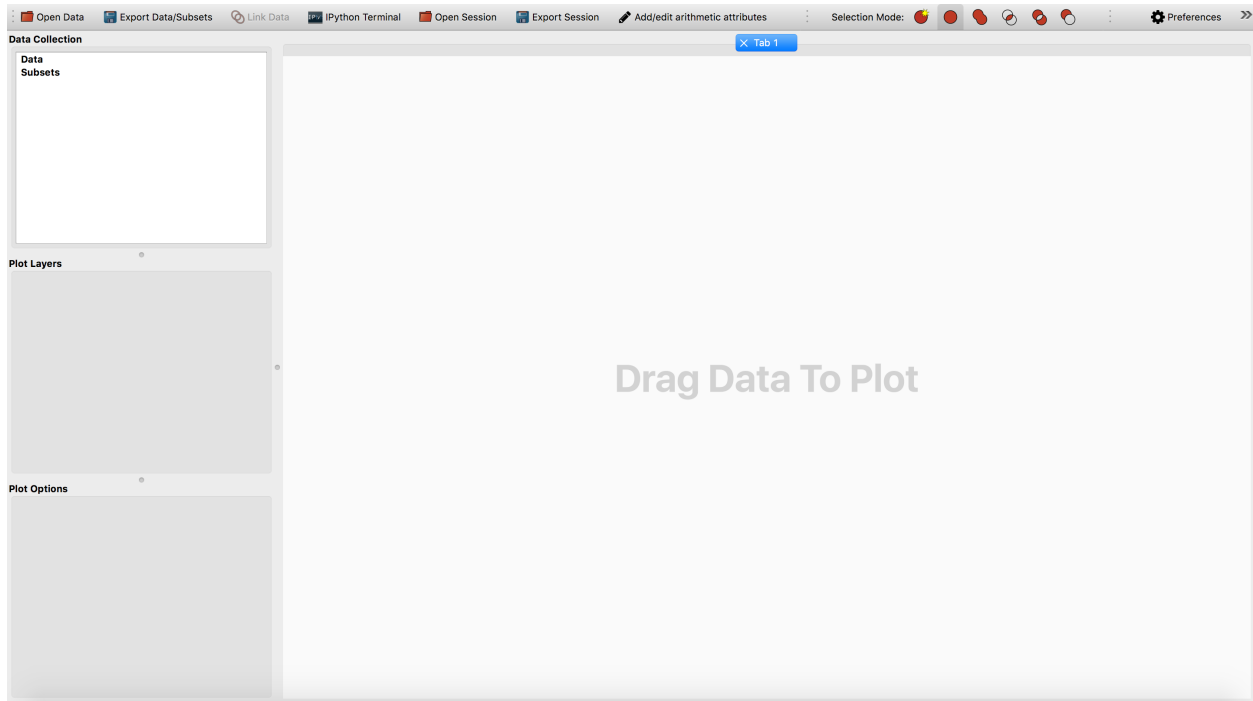 Open Data Export Data/Subsets Link Data IPython Terminal Open Session Export Session Add/edit arithmetic attributes Selection Mode: Preferences »
Data Collection
Tab 1
Data
Subsets
Plot Layers
Drag Data To Plot
Plot Options